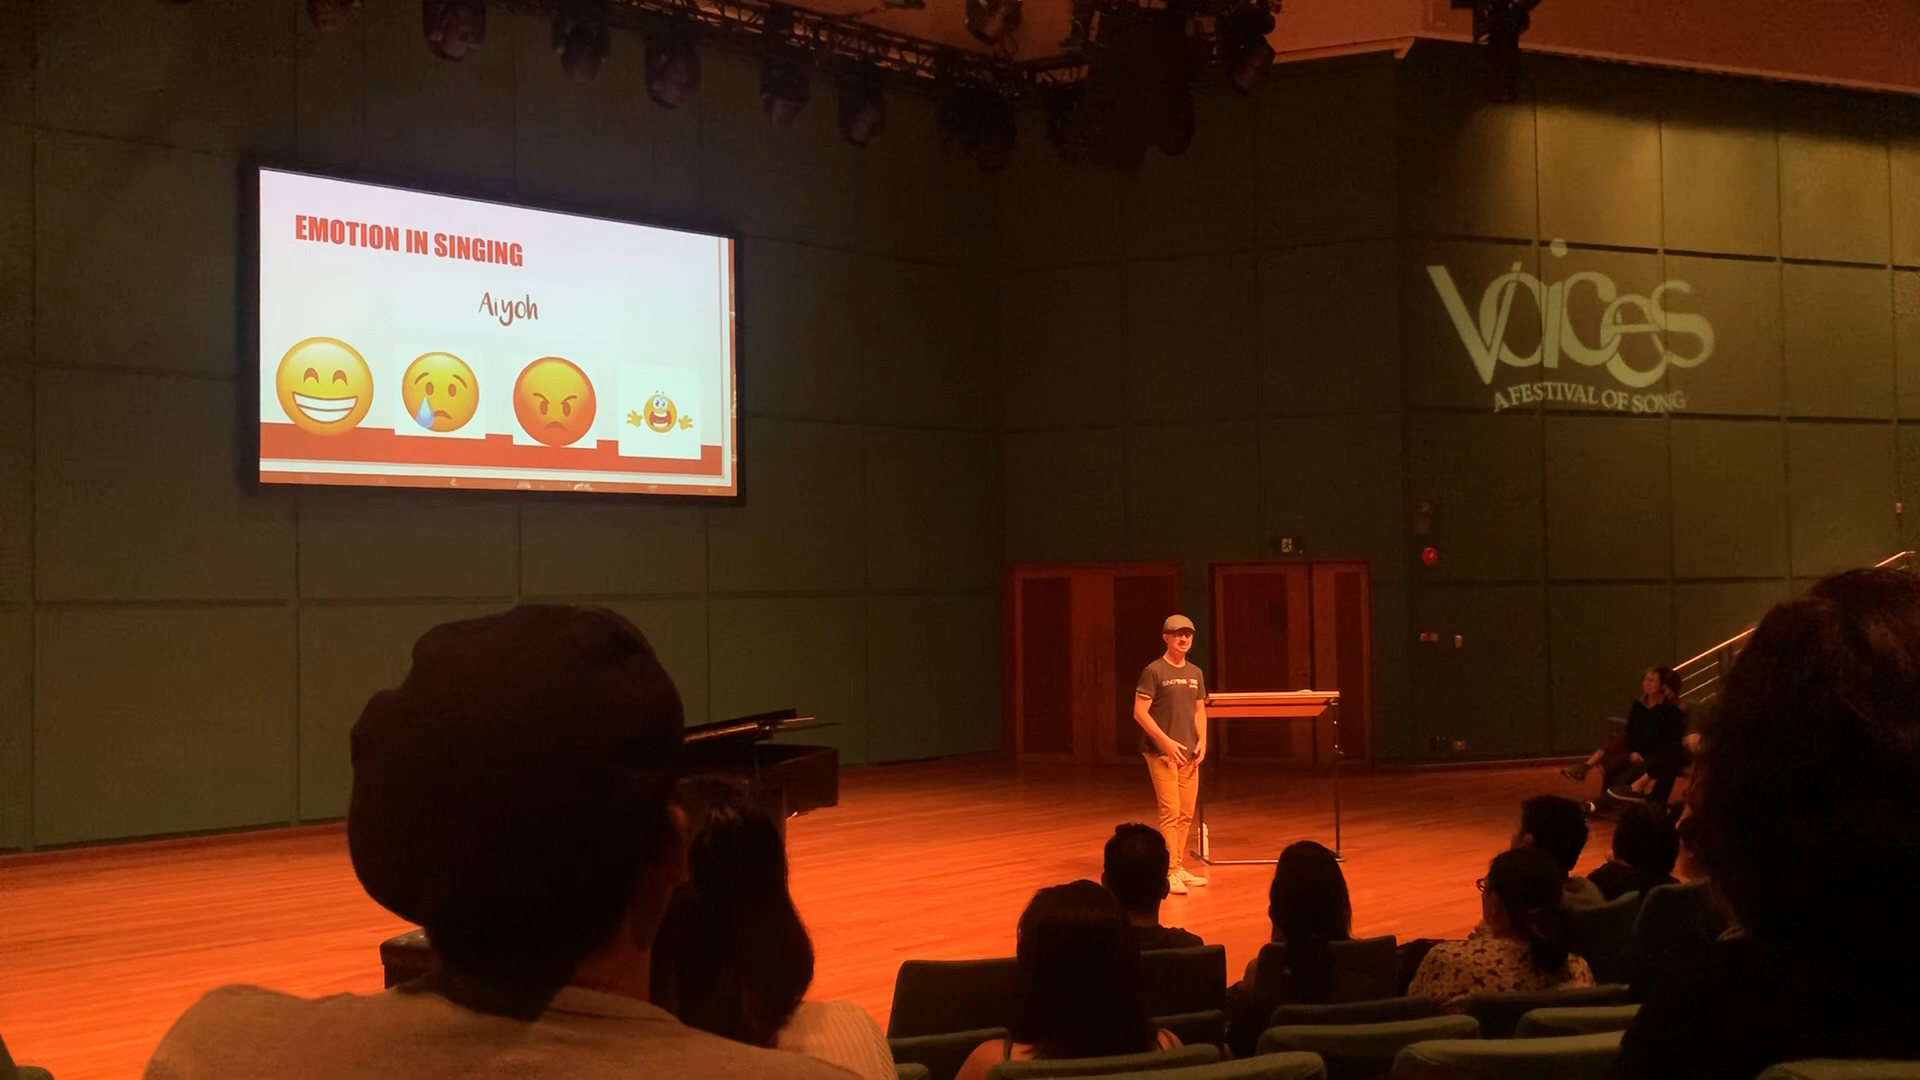 EMOTION IN SINGING
Aiyoh
Voices
A FESTIVAL OF SONG